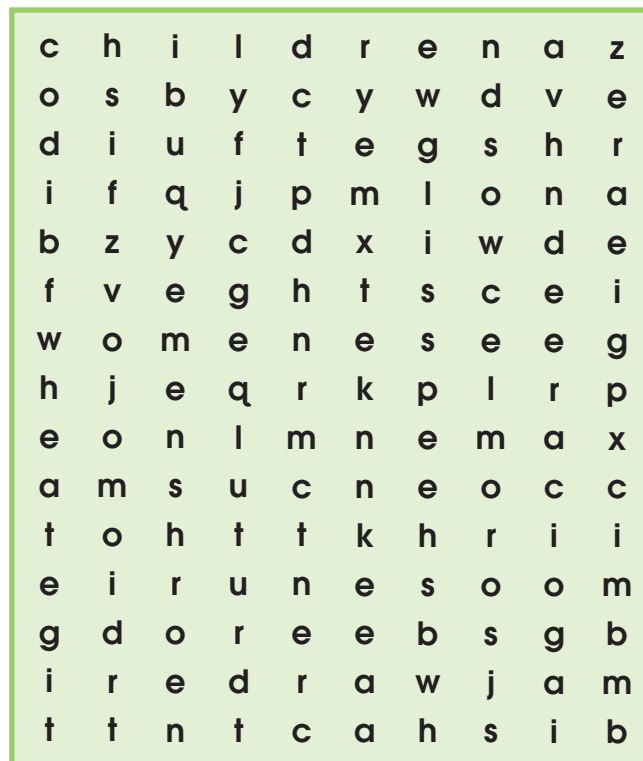 c h i l d r e n a z
o s b y c y w d v e
d i u f t e g s h r
i f q j p m l o n a
b z y c d x i w d e
f v e g h t s c e i
w o m e n e s e e g
h j e q r k p l r p
e o n l m n e m a x
a m s u c n e o c c
t o h t t k h r i i
e i r u n e s o o m
g d o r e e b s g b
i r e d r a w j a m
t t n t c a h s i b